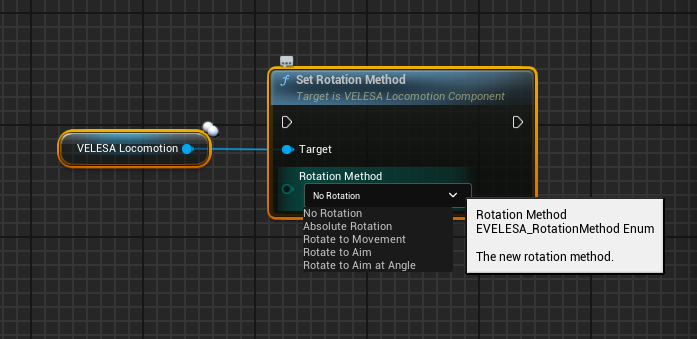 Set Rotation Method
Target is VELESA Locomotion Component
VELESA Locomotion
Target
Rotation Method
No Rotation
No Rotation
Absolute Rotation
Rotate to Movement
Rotate to Aim
Rotate to Aim at Angle
Rotation Method
EVELESA_RotationMethod Enum
The new rotation method.